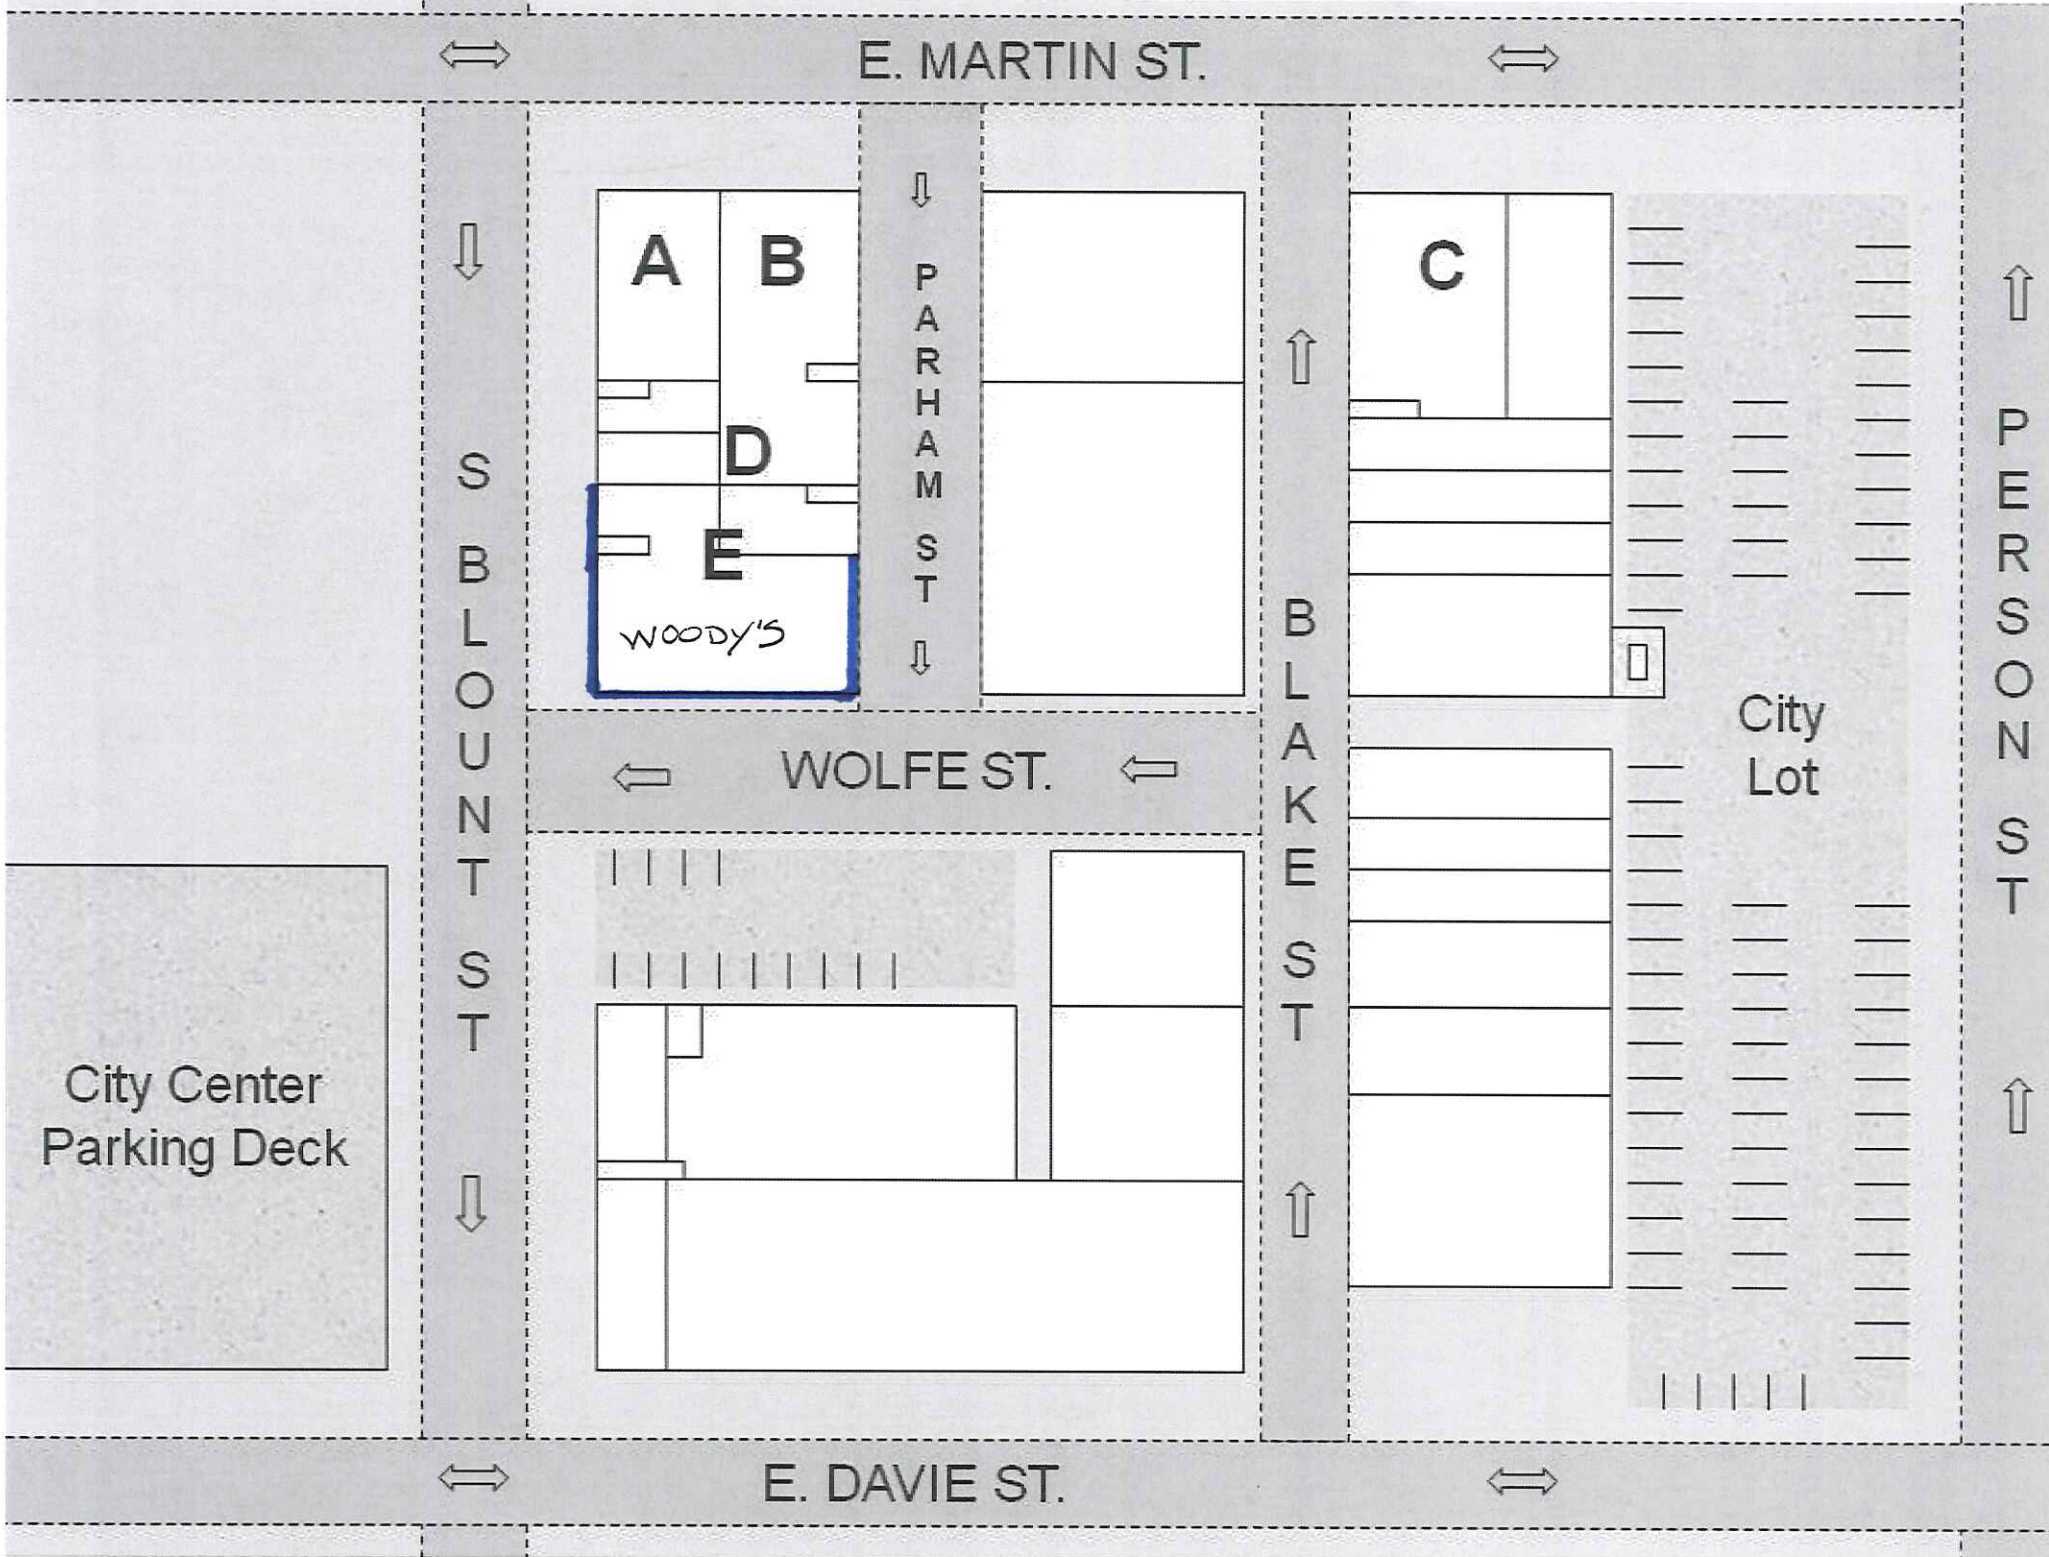 E. MARTIN ST.
A
B
C
D
E
WOODY'S
S BLOUNT ST
PARHAM ST
BLAKE ST
S PERSON ST
WOLFE ST.
City
Lot
City Center
Parking Deck
E. DAVIE ST.